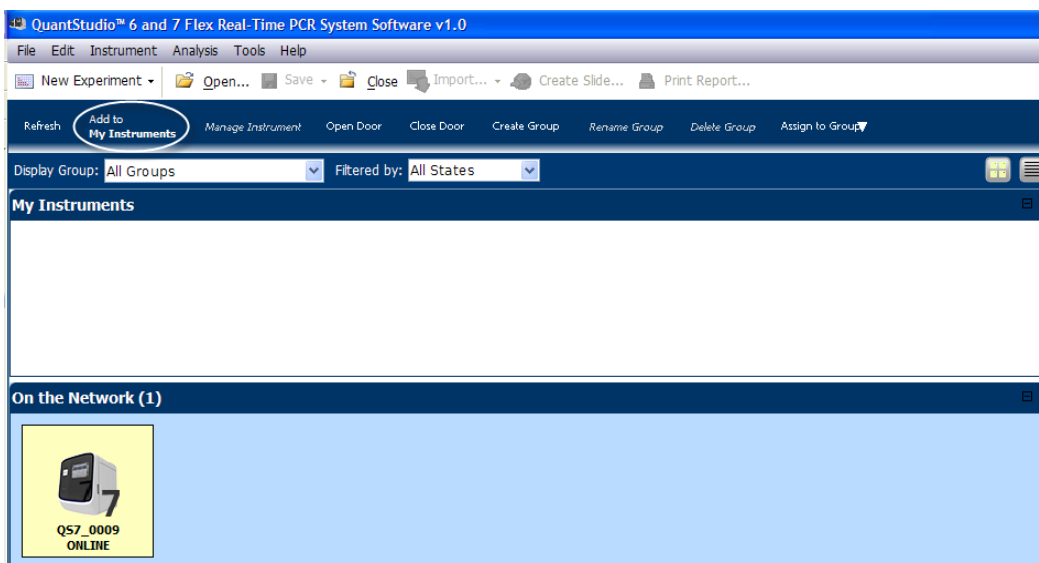 QuantStudio™ 6 and 7 Flex Real-Time PCR System Software v1.0
File Edit Instrument Analysis Tools Help
New Experiment Open... Save Close Import... Create Slide... Print Report...
Refresh Add to My Instruments Manage Instrument Open Door Close Door Create Group Rename Group Delete Group Assign to Group
Display Group: All Groups Filtered by: All States
My Instruments
On the Network (1)
7
QS7_0009
ONLINE